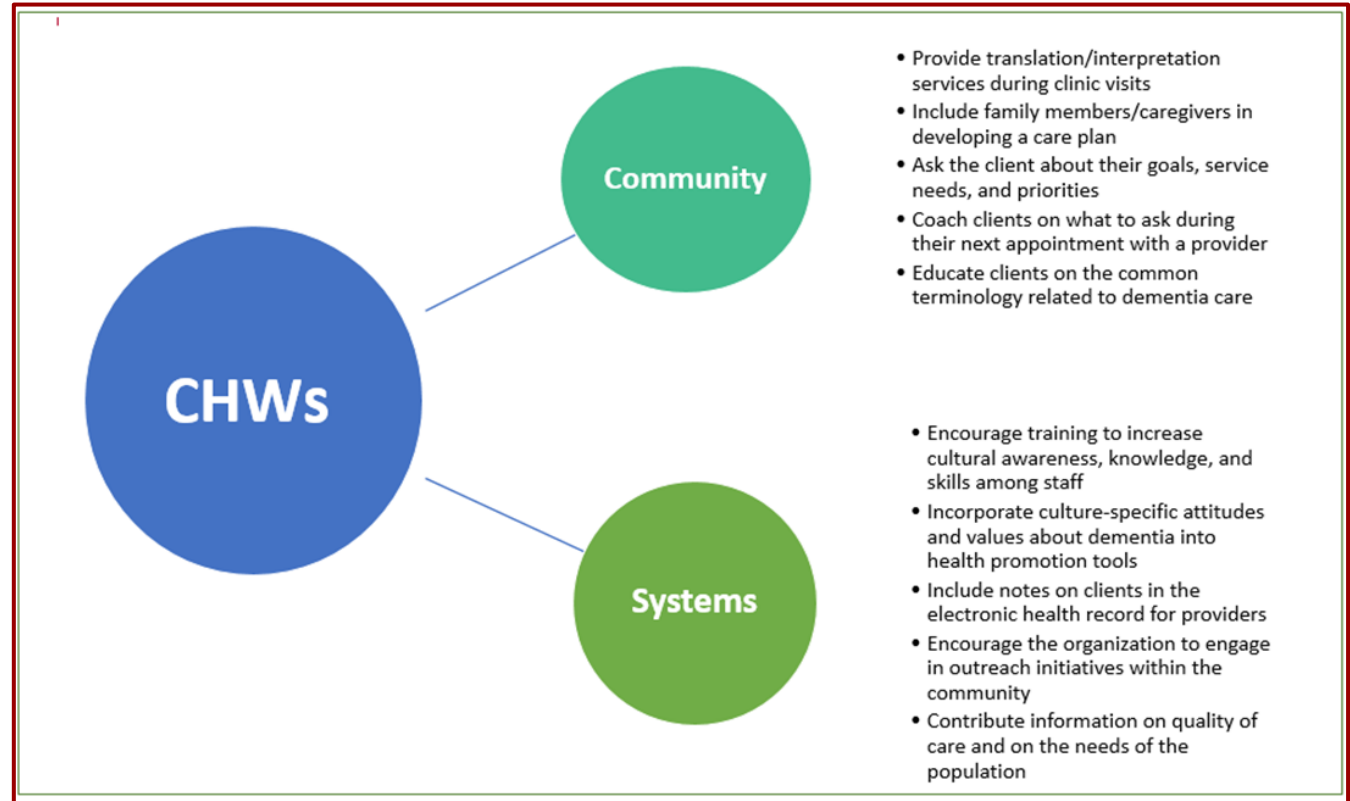 CHWs
Community
• Provide translation/interpretation
services during clinic visits
• Include family members/caregivers in
developing a care plan
• Ask the client about their goals, service
needs, and priorities
• Coach clients on what to ask during
their next appointment with a provider
• Educate clients on the common
terminology related to dementia care
Systems
• Encourage training to increase
cultural awareness, knowledge, and
skills among staff
• Incorporate culture-specific attitudes
and values about dementia into
health promotion tools
• Include notes on clients in the
electronic health record for providers
• Encourage the organization to engage
in outreach initiatives within the
community
• Contribute information on quality of
care and on the needs of the
population